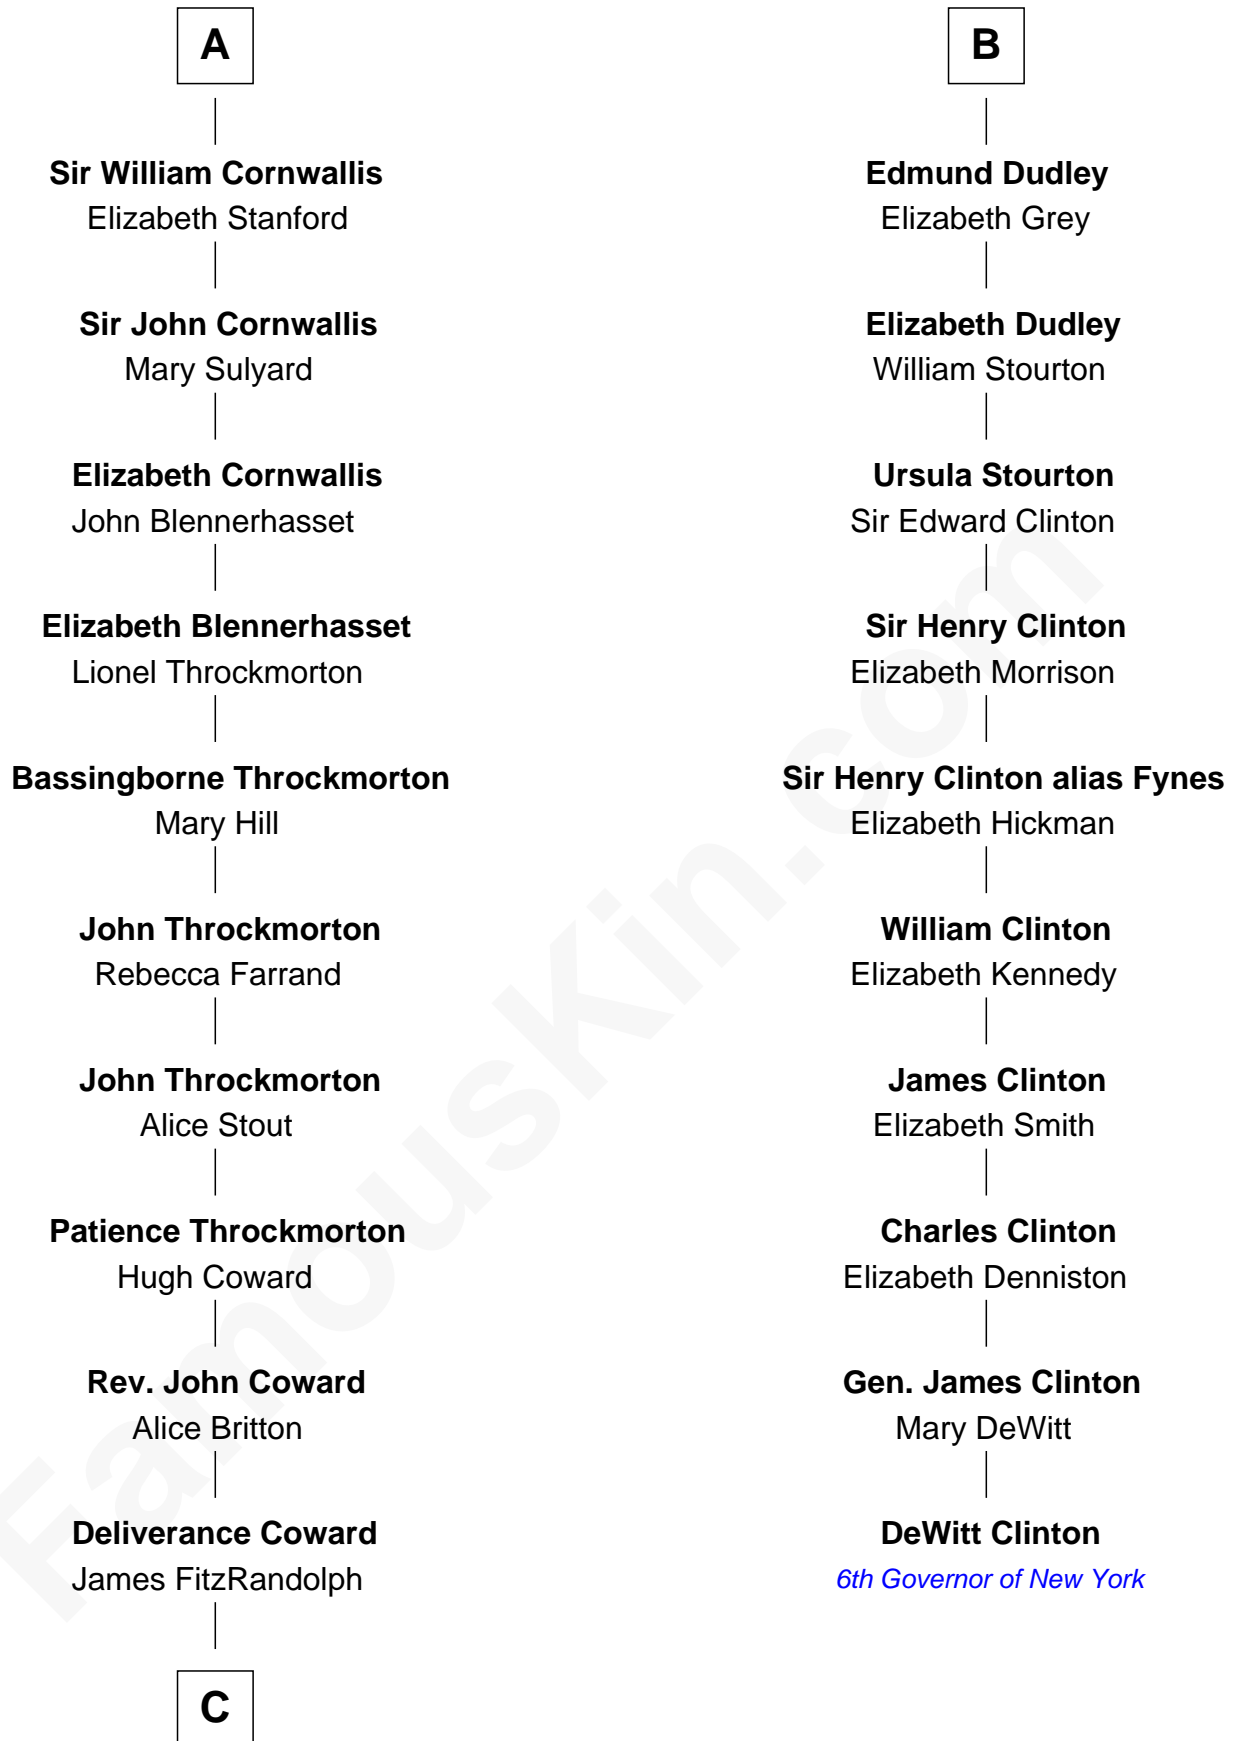 A
Sir William Cornwallis
Elizabeth Stanford
Sir John Cornwallis
Mary Sulyard
Elizabeth Cornwallis
John Blennerhasset
Elizabeth Blennerhasset
Lionel Throckmorton
Bassingborne Throckmorton
Mary Hill
John Throckmorton
Rebecca Farrand
John Throckmorton
Alice Stout
Patience Throckmorton
Hugh Coward
Rev. John Coward
Alice Britton
Deliverance Coward
James FitzRandolph
C
B
Edmund Dudley
Elizabeth Grey
Elizabeth Dudley
William Stourton
Ursula Stourton
Sir Edward Clinton
Sir Henry Clinton
Elizabeth Morrison
Sir Henry Clinton alias Fynes
Elizabeth Hickman
William Clinton
Elizabeth Kennedy
James Clinton
Elizabeth Smith
Charles Clinton
Elizabeth Denniston
Gen. James Clinton
Mary DeWitt
DeWitt Clinton
6th Governor of New York
FamousKin.com